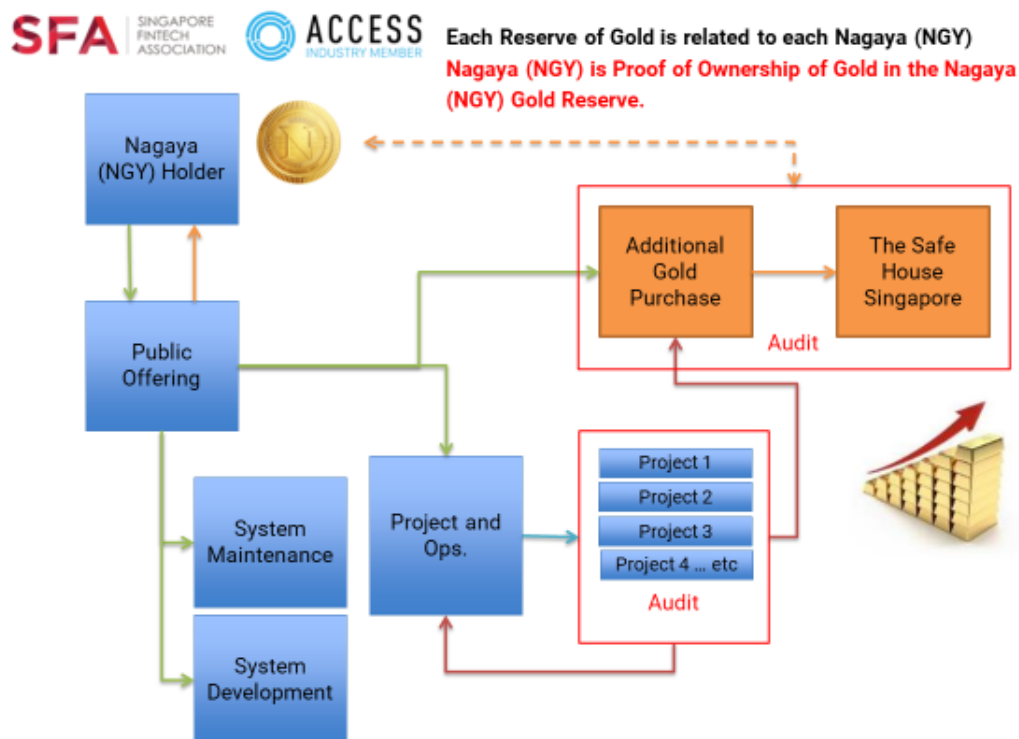 SFA
SINGAPORE
FINTECH
ASSOCIATION
ACCESS
INDUSTRY MEMBER
Each Reserve of Gold is related to each Nagaya (NGY)
Nagaya (NGY) is Proof of Ownership of Gold in the Nagaya
(NGY) Gold Reserve.
Nagaya
(NGY) Holder
N
Additional
Gold
Purchase
The Safe
House
Singapore
Audit
Public
Offering
Project and
Ops.
Project 1
Project 2
Project 3
Project 4 ... etc
Audit
System
Maintenance
System
Development